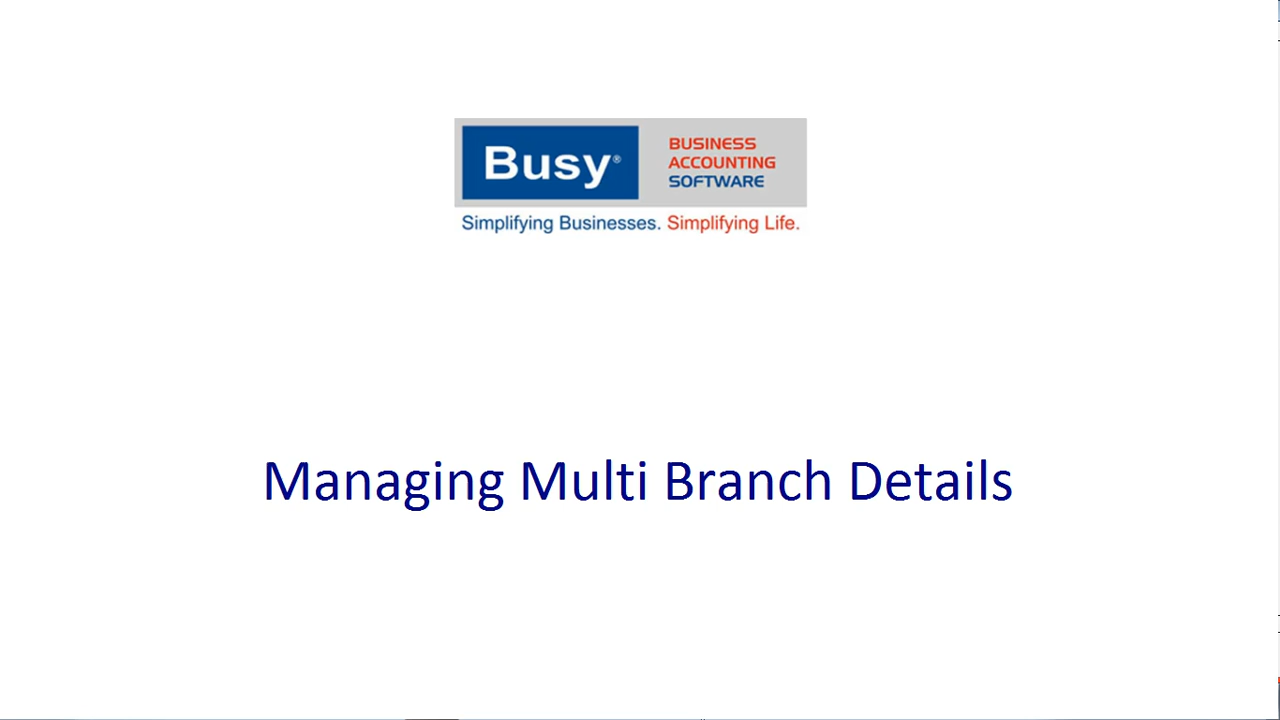 Busy®
BUSINESS
ACCOUNTING
SOFTWARE
Simplifying Businesses. Simplifying Life.
Managing Multi Branch Details